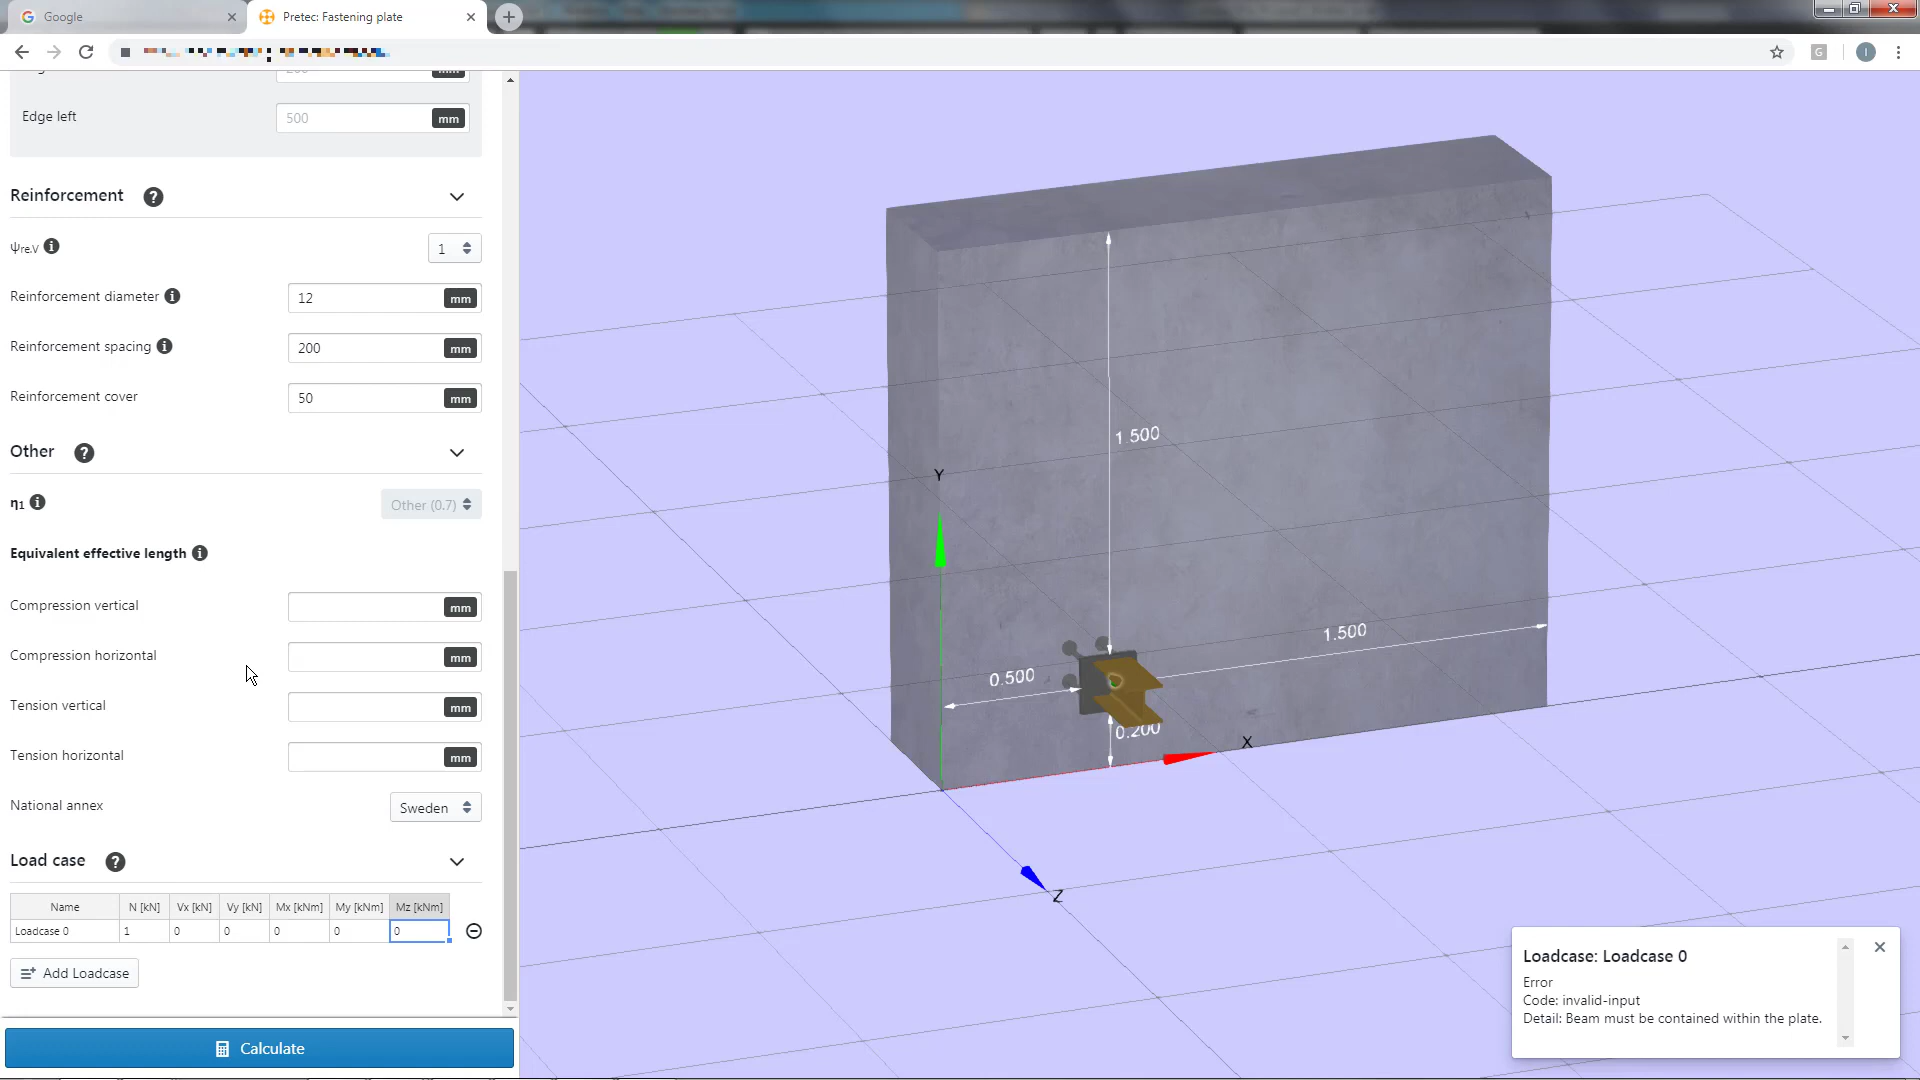 Google
Pretec: Fastening plate
G
I
mm
Edge left
500
mm
Reinforcement ?
ψre.V i
1
Reinforcement diameter i
12
mm
Reinforcement spacing i
200
mm
Reinforcement cover
50
mm
Other ?
η1 i
Other (0.7)
Equivalent effective length i
Compression vertical
mm
Compression horizontal
mm
Tension vertical
mm
Tension horizontal
mm
National annex
Sweden
Load case ?
Name N [kN] Vx [kN] Vy [kN] Mx [kNm] My [kNm] Mz [kNm]
Loadcase 0 1 0 0 0 0 0
Add Loadcase
Calculate
1.500
Y
1.500
0.500
0.200
X
Z
Loadcase: Loadcase 0
Error
Code: invalid-input
Detail: Beam must be contained within the plate.